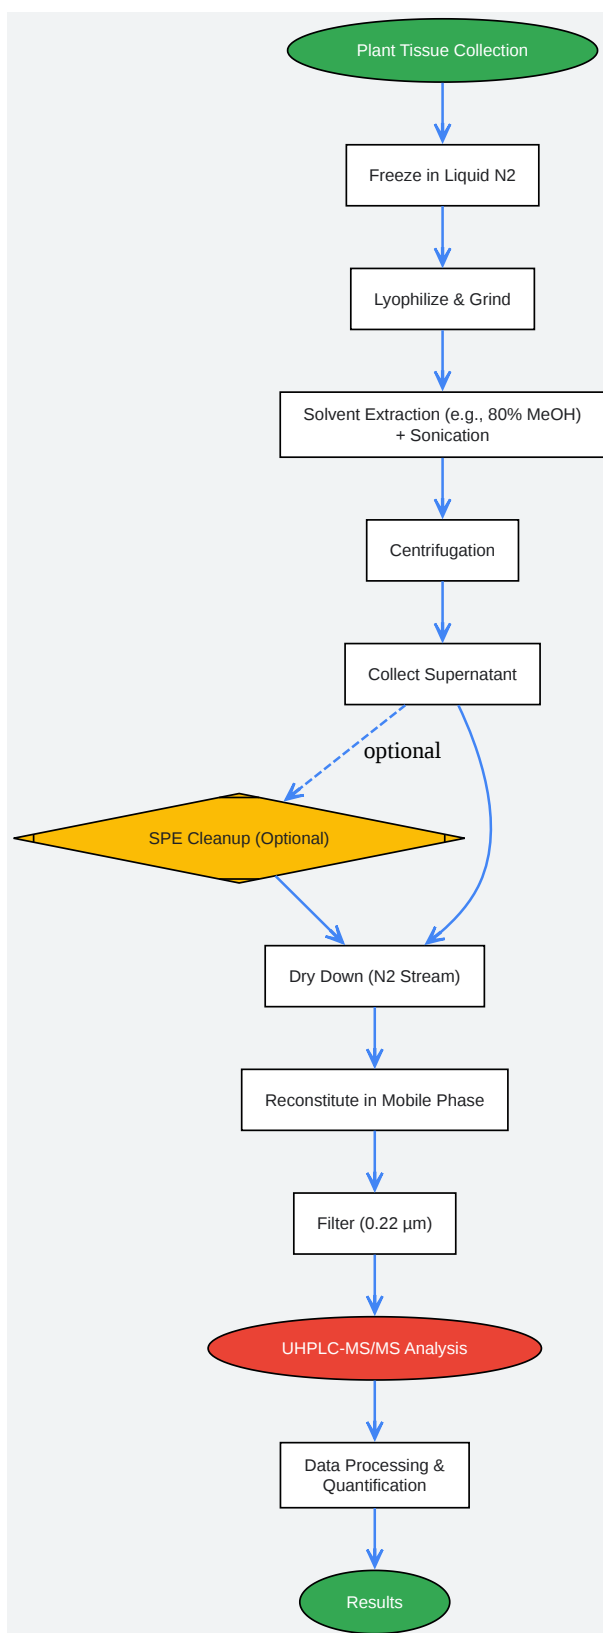 Plant Tissue Collection
Freeze in Liquid N2
Lyophilize & Grind
Solvent Extraction (e.g., 80% MeOH)
+ Sonication
Centrifugation
Collect Supernatant
optional
SPE Cleanup (Optional)
Dry Down (N2 Stream)
Reconstitute in Mobile Phase
Filter (0.22 µm)
UHPLC-MS/MS Analysis
Data Processing &
Quantification
Results